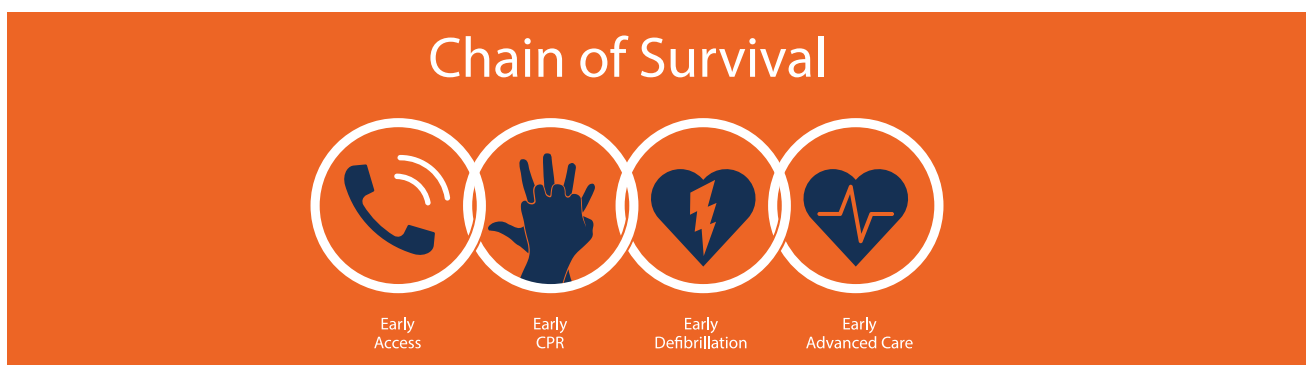 Chain of Survival
Early
Access
Early
CPR
Early
Defibrillation
Early
Advanced Care